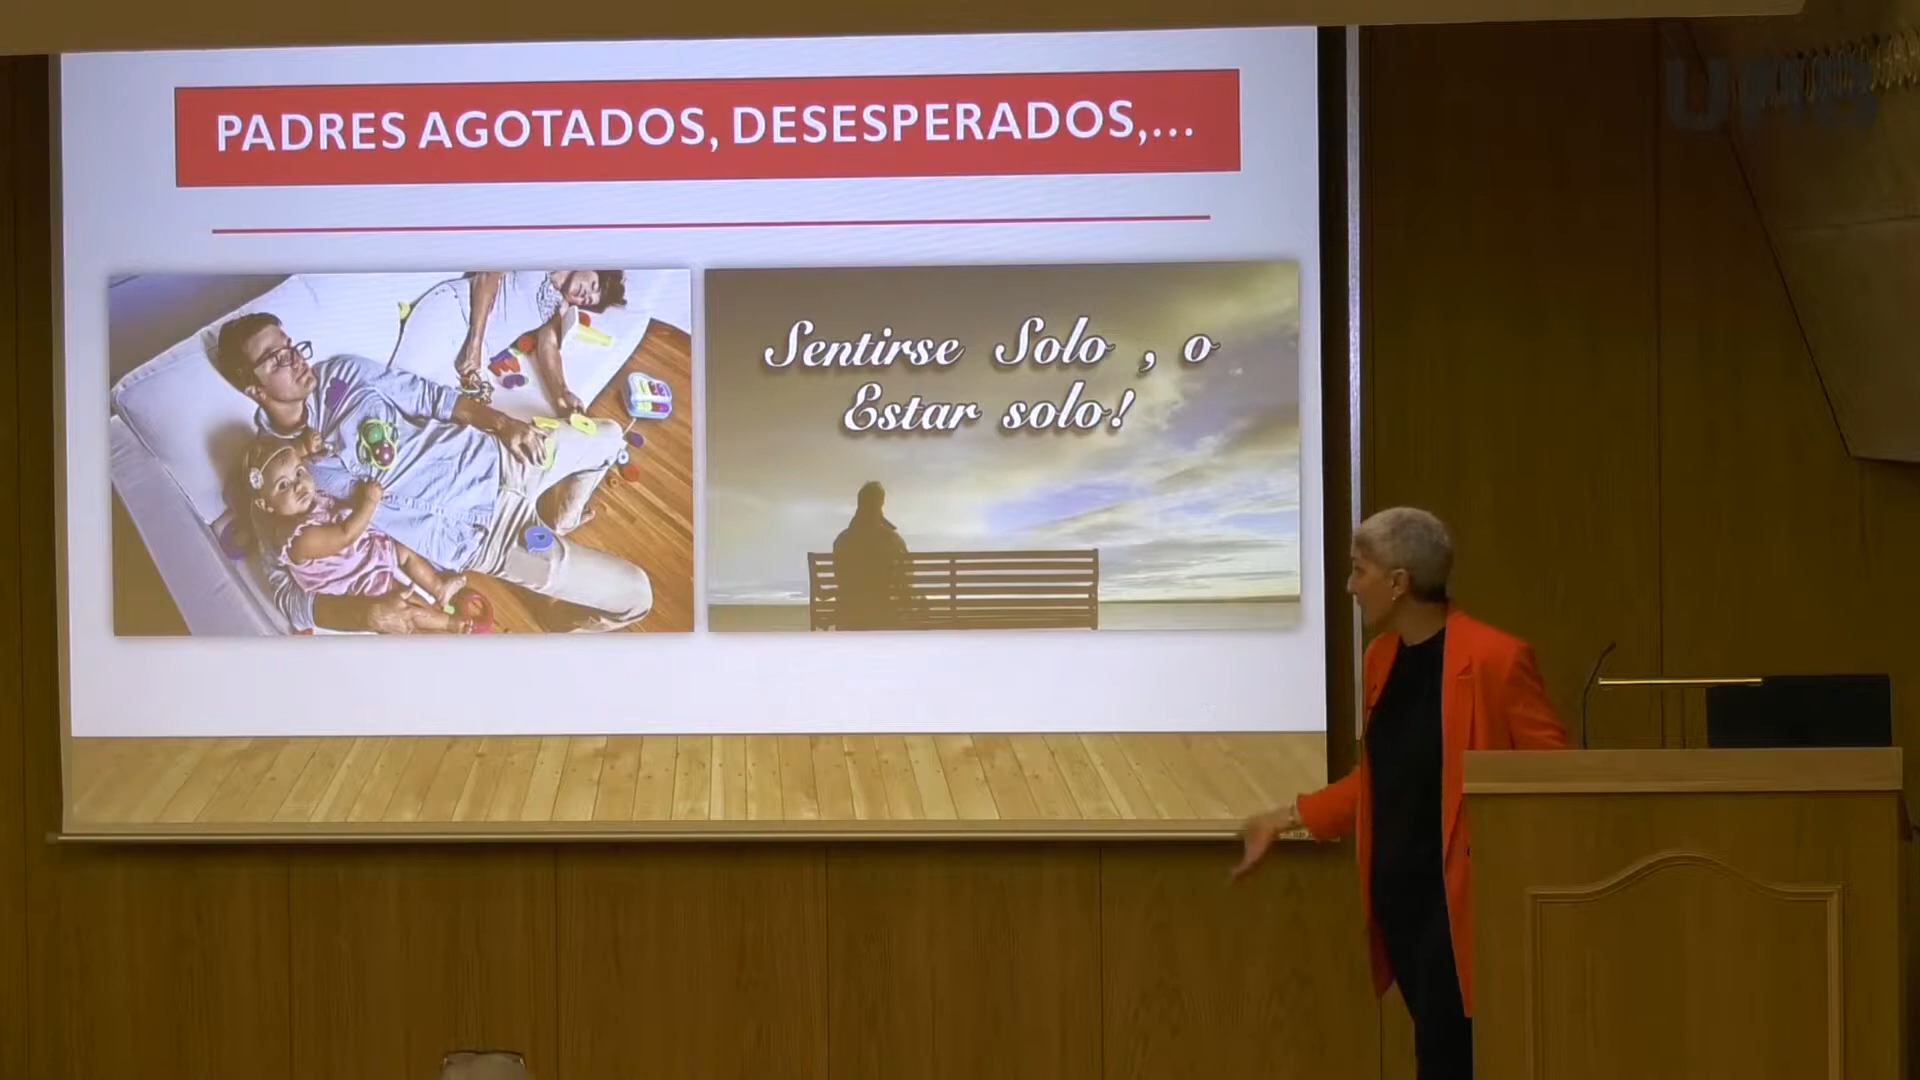 PADRES AGOTADOS, DESESPERADOS,...
Sentirse Solo , o
Estar solo!